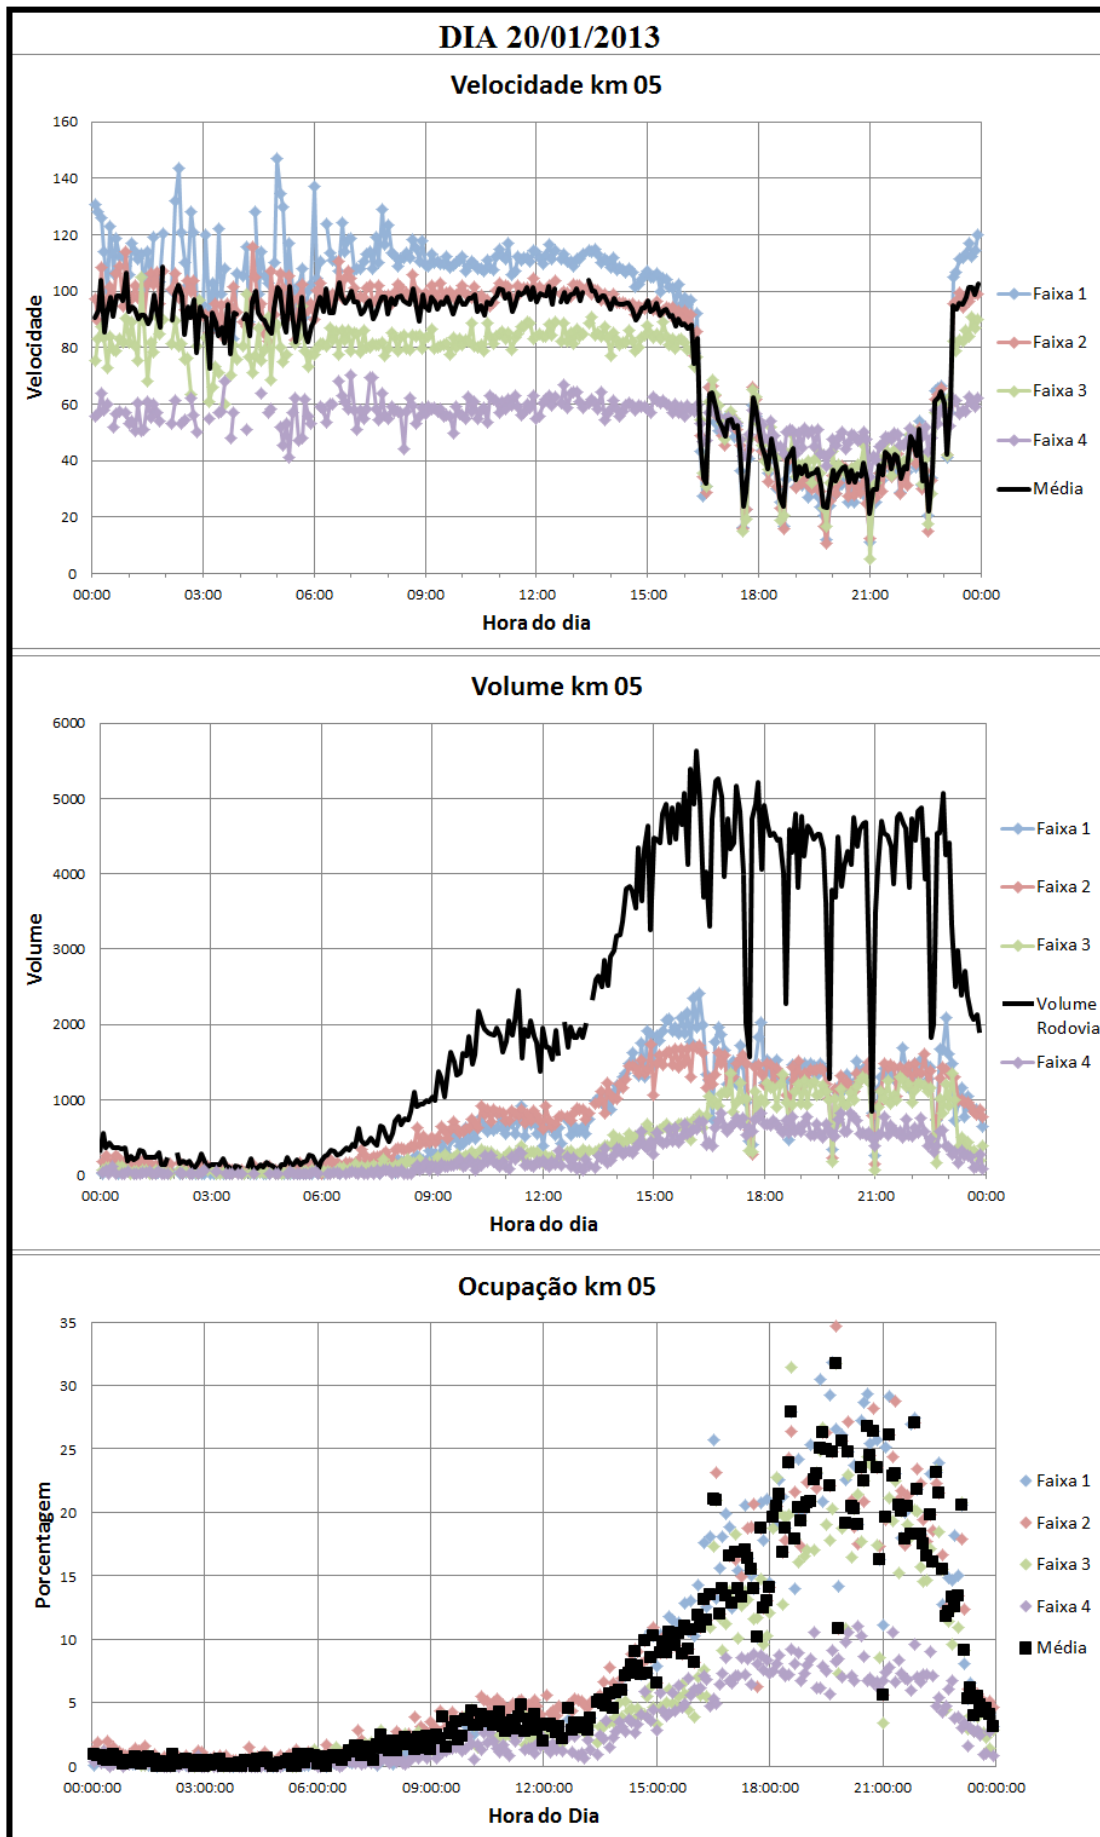 DIA 20/01/2013
Velocidade km 05
160
140
120
100
80
60
40
20
0
Velocidade
00:00 03:00 06:00 09:00 12:00 15:00 18:00 21:00 00:00
Hora do dia
Faixa 1
Faixa 2
Faixa 3
Faixa 4
Média
Volume km 05
6000
5000
4000
3000
2000
1000
0
Volume
00:00 03:00 06:00 09:00 12:00 15:00 18:00 21:00 00:00
Hora do dia
Faixa 1
Faixa 2
Faixa 3
Volume
Rodovia
Faixa 4
Ocupação km 05
35
30
25
20
15
10
5
0
Porcentagem
00:00:00 03:00:00 06:00:00 09:00:00 12:00:00 15:00:00 18:00:00 21:00:00 00:00:00
Hora do Dia
Faixa 1
Faixa 2
Faixa 3
Faixa 4
Média